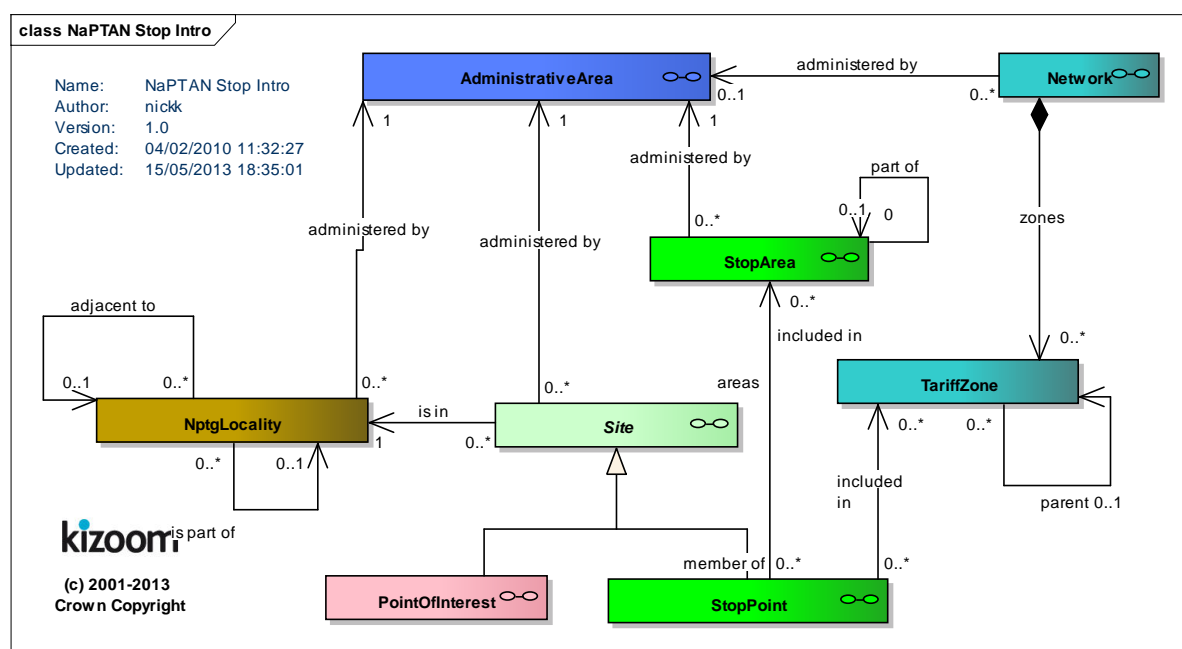 class NaPTAN Stop Intro
Name: NaPTAN Stop Intro
Author: nickk
Version: 1.0
Created: 04/02/2010 11:32:27
Updated: 15/05/2013 18:35:01
AdministrativeArea
administered by
0..1
0..*
Network
1
1
1
administered by
0..*
part of
0..1
0
zones
0..*
StopArea
0..*
administered by
administered by
included in
areas
adjacent to
0..1
0..*
0..*
NptgLocality
0..*
0..1
is part of
is in
1
0..*
0..*
Site
TariffZone
0..*
0..*
parent 0..1
included
in
0..*
member of
0..*
PointOfInterest
StopPoint
kizoom
(c) 2001-2013
Crown Copyright